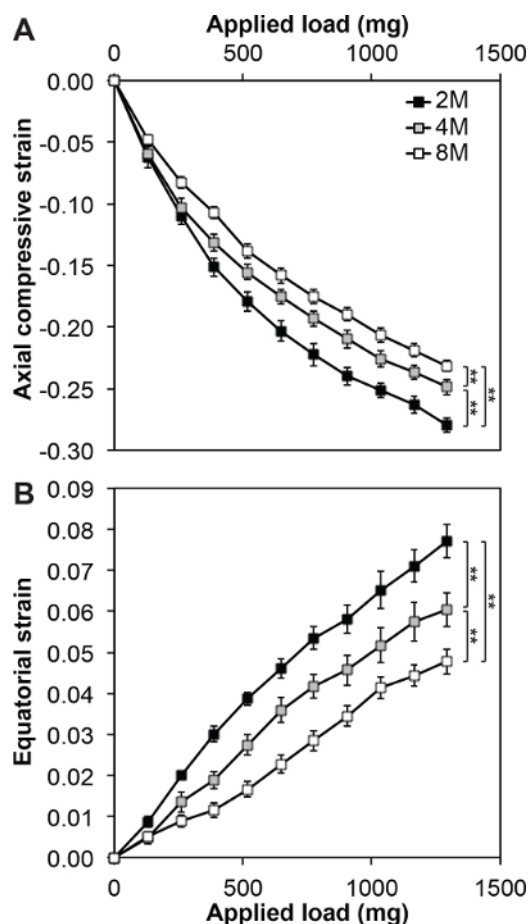 A
Applied load (mg)
0 500 1000 1500
0.00
-0.05
-0.10
-0.15
-0.20
-0.25
-0.30
Axial compressive strain
2M
4M
8M
**
**
**
B
0.09
0.08
0.07
0.06
0.05
0.04
0.03
0.02
0.01
0.00
Equatorial strain
**
**
**
0 500 1000 1500
Applied load (mg)